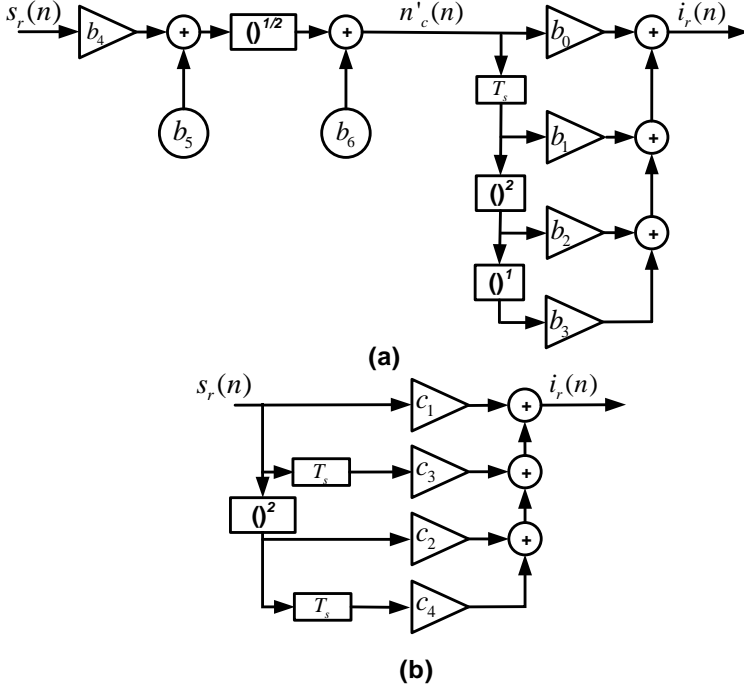 s_r(n) b_4 + ()^{1/2} + n'_c(n) b_0 + i_r(n)
T_s
b_5 b_6 b_1 +
()^2
b_2 +
()^1
b_3
(a)
s_r(n) c_1 + i_r(n)
T_s c_3 +
()^2
c_2 +
T_s c_4
(b)